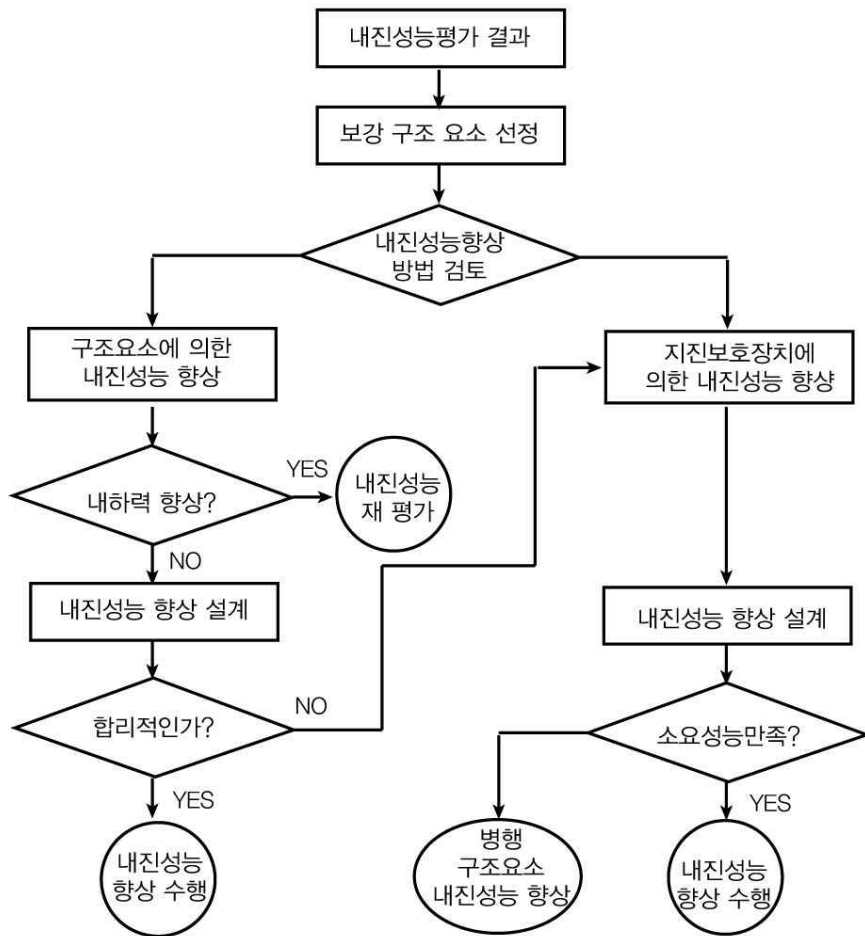 내진성능평가 결과
보강 구조 요소 선정
내진성능향상
방법 검토
구조요소에 의한
내진성능 향상
지진보호장치에
의한 내진성능 향샹
내하력 향상?
YES
내진성능
재 평가
NO
내진성능 향상 설계
내진성능 향상 설계
합리적인가?
NO
소요성능만족?
YES
YES
내진성능
향상 수행
병행
구조요소
내진성능 향상
내진성능
향상 수행